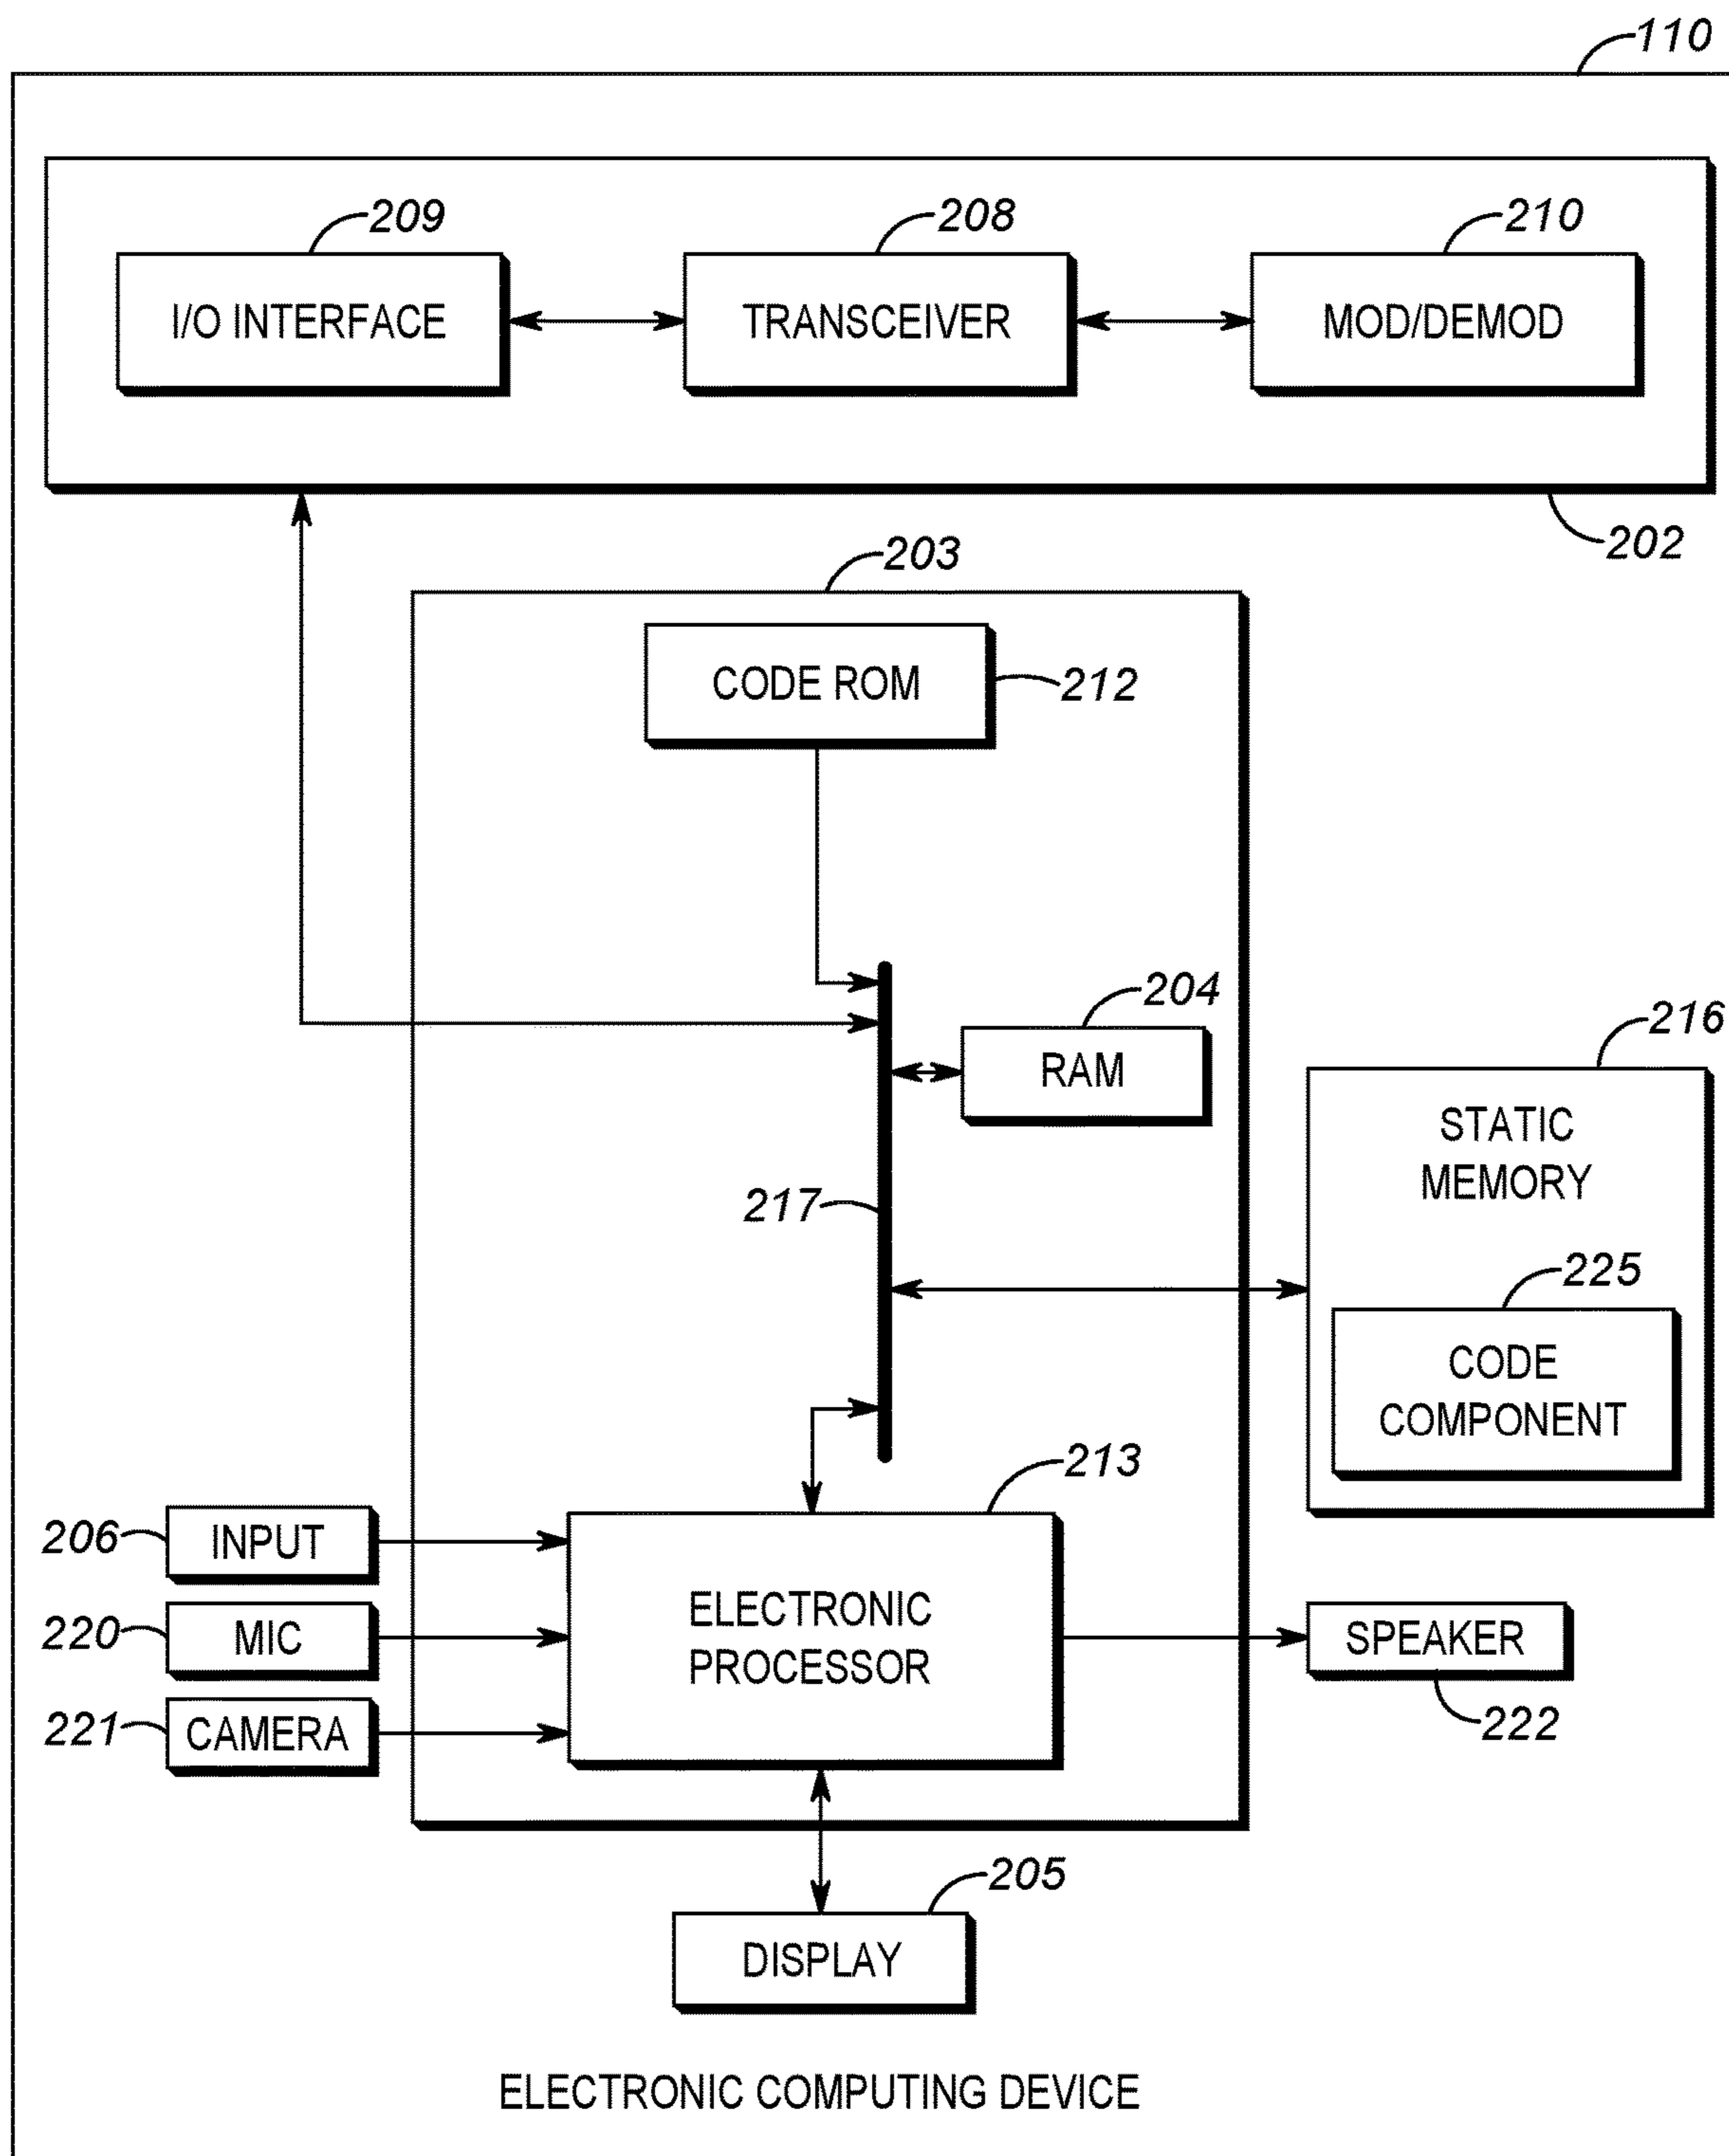 110
209
208
210
I/O INTERFACE
TRANSCEIVER
MOD/DEMOD
202
203
CODE ROM
212
204
RAM
216
STATIC
MEMORY
217
225
CODE
COMPONENT
213
206
INPUT
ELECTRONIC
PROCESSOR
220
MIC
SPEAKER
222
221
CAMERA
205
DISPLAY
ELECTRONIC COMPUTING DEVICE